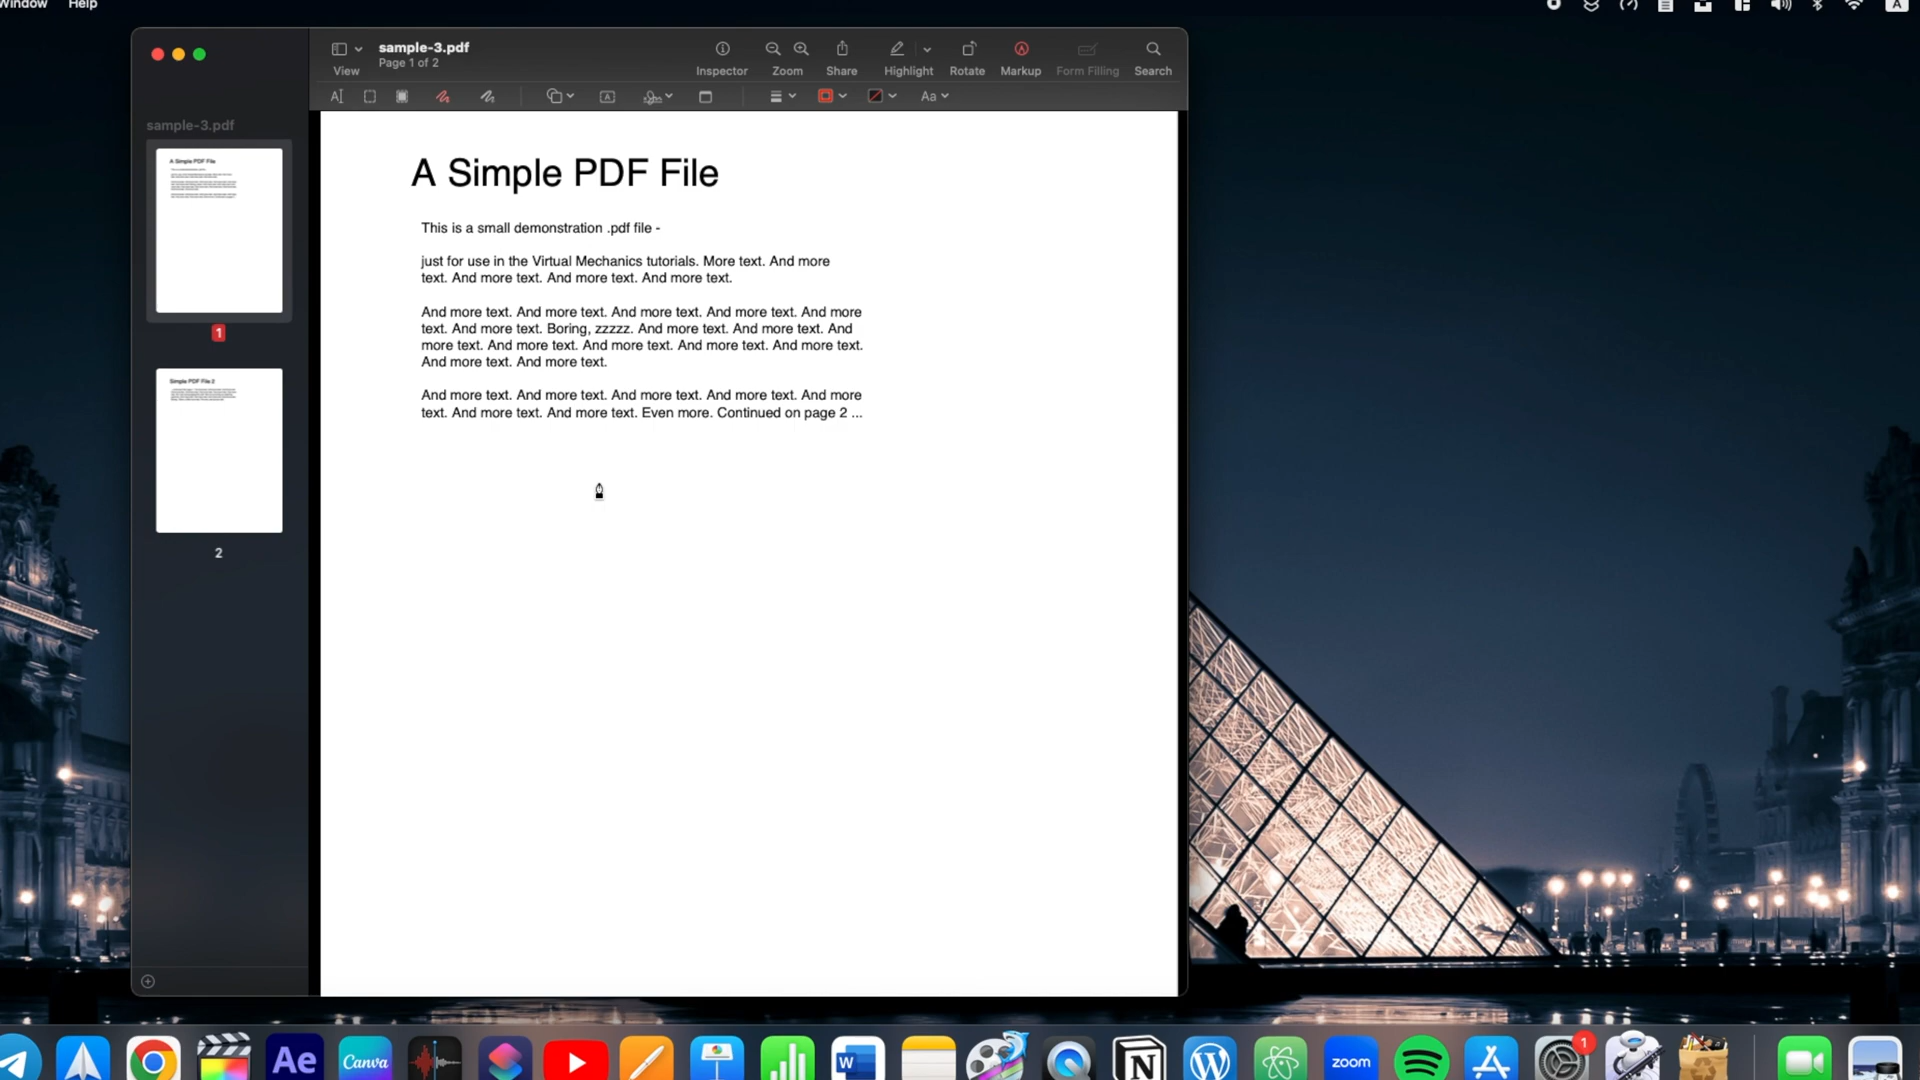 Window Help
sample-3.pdf
Page 1 of 2
View
Inspector
Zoom
Share
Highlight
Rotate
Markup
Form Filling
Search
A
Aa
sample-3.pdf
A Simple PDF File
1
Simple PDF File 2
2
A Simple PDF File
This is a small demonstration .pdf file -
just for use in the Virtual Mechanics tutorials. More text. And more
text. And more text. And more text. And more text.
And more text. And more text. And more text. And more text. And more
text. And more text. Boring, zzzzz. And more text. And more text. And
more text. And more text. And more text. And more text. And more text.
And more text. And more text.
And more text. And more text. And more text. And more text. And more
text. And more text. And more text. Even more. Continued on page 2 ...
Ae
Canva
W
N
zoom
1